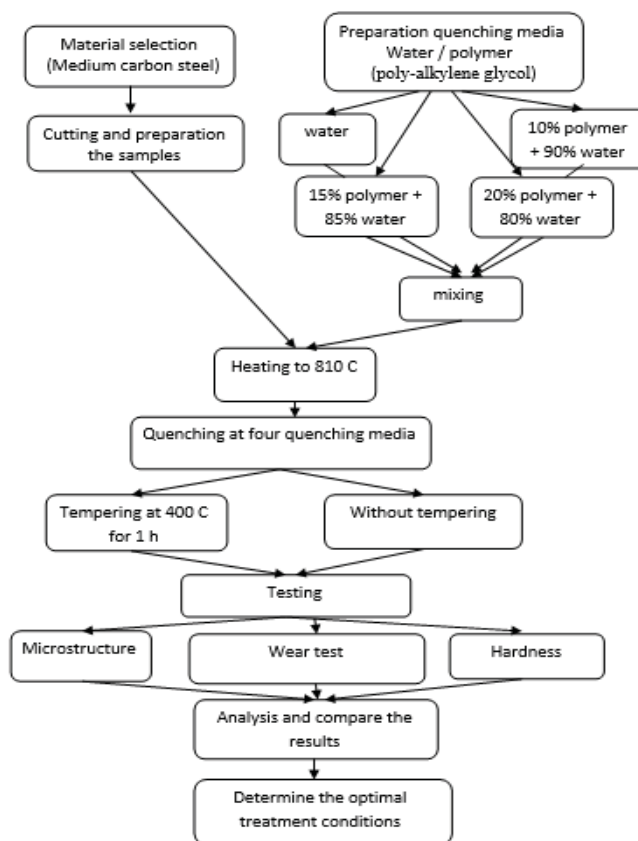 Material selection
(Medium carbon steel)
Preparation quenching media
Water / polymer
(poly-alkylene glycol)
Cutting and preparation
the samples
water
10% polymer
+ 90% water
15% polymer +
85% water
20% polymer +
80% water
mixing
Heating to 810 C
Quenching at four quenching media
Tempering at 400 C
for 1 h
Without tempering
Testing
Microstructure
Wear test
Hardness
Analysis and compare the
results
Determine the optimal
treatment conditions